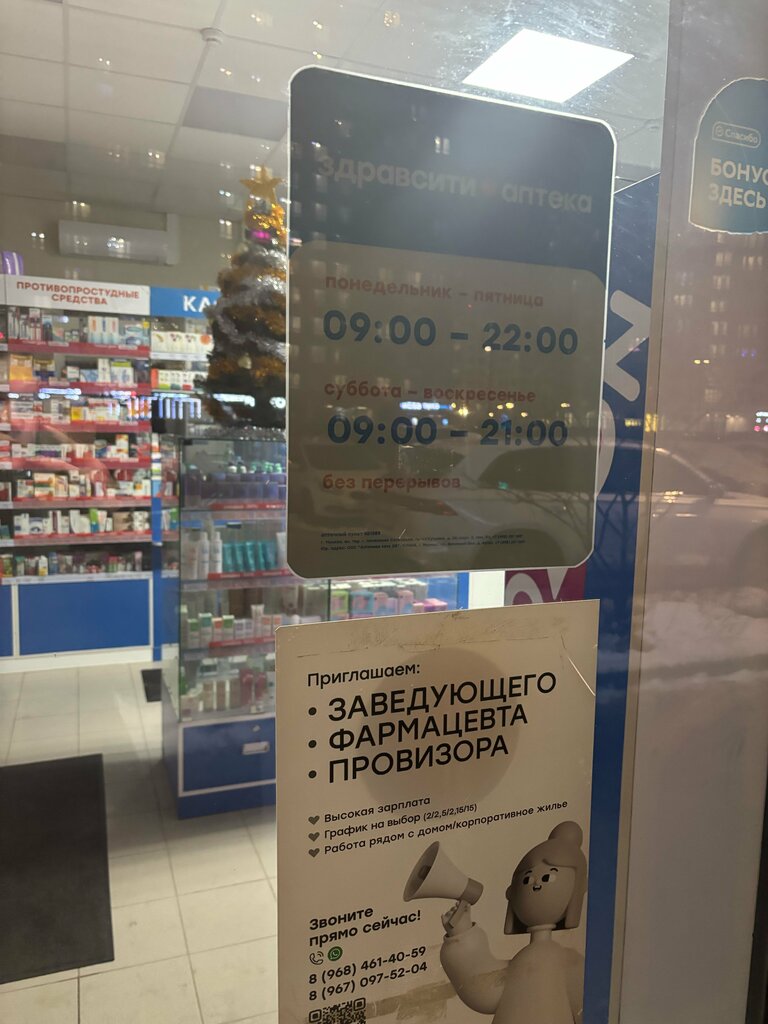 здравсити аптека
понедельник – пятница
09:00 – 22:00
суббота – воскресенье
09:00 – 21:00
без перерывов
Спасибо
ЗДЕСЬ
ПРОТИВОПРОСТУДНЫЕ
СРЕДСТВА
Приглашаем:
• ЗАВЕДУЮЩЕГО
• ФАРМАЦЕВТА
• ПРОВИЗОРА
Высокая зарплата
График на выбор (2/2,5/2,15/15)
Работа рядом с домом/корпоративное жилье
Звоните
прямо сейчас!
8 (968) 461-40-59
8 (967) 097-52-04